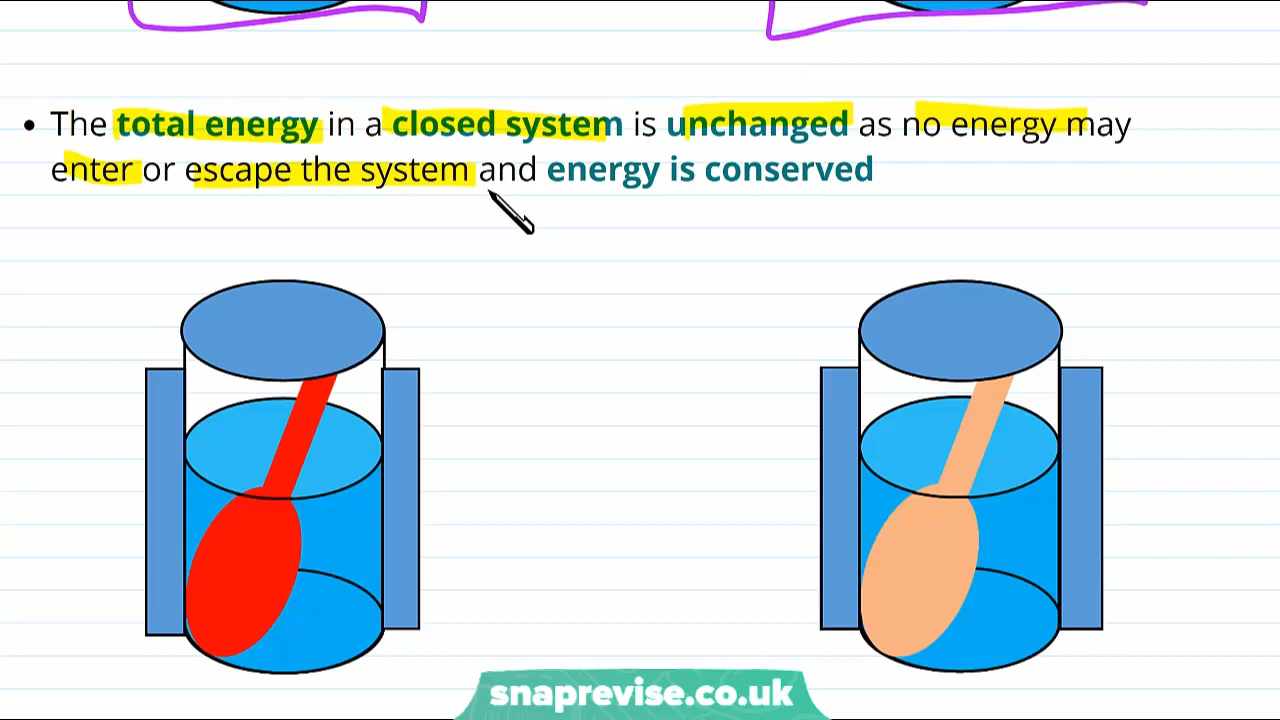 • The total energy in a closed system is unchanged as no energy may
enter or escape the system and energy is conserved
snaprevise.co.uk